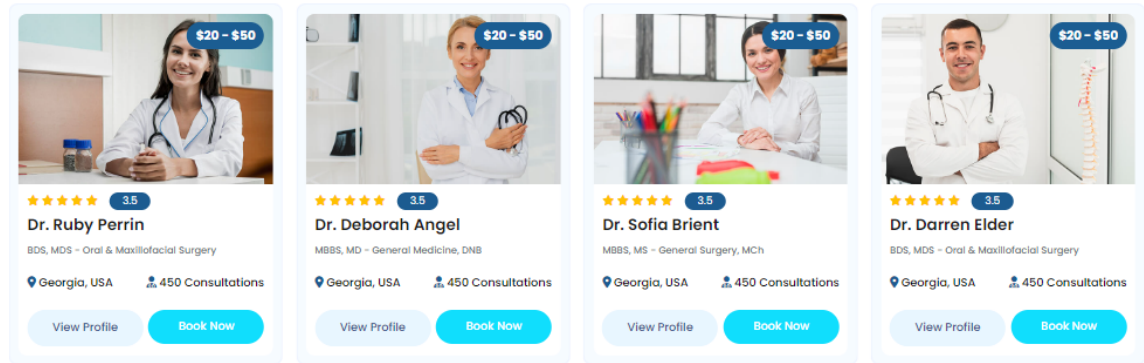 $20 - $50
3.5
Dr. Ruby Perrin
BDS, MDS - Oral & Maxillofacial Surgery
Georgia, USA
450 Consultations
View Profile
Book Now
$20 - $50
3.5
Dr. Deborah Angel
MBBS, MD - General Medicine, DNB
Georgia, USA
450 Consultations
View Profile
Book Now
$20 - $50
3.5
Dr. Sofia Brient
MBBS, MS - General Surgery, MCh
Georgia, USA
450 Consultations
View Profile
Book Now
$20 - $50
3.5
Dr. Darren Elder
BDS, MDS - Oral & Maxillofacial Surgery
Georgia, USA
450 Consultations
View Profile
Book Now